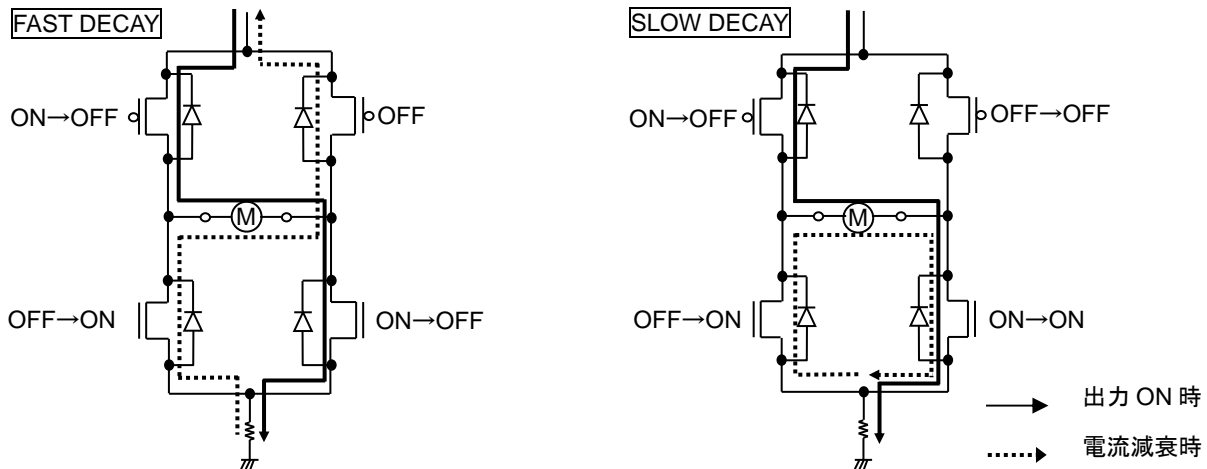 FAST DECAY
ON→OFF
OFF
M
OFF→ON
ON→OFF
SLOW DECAY
ON→OFF
OFF→OFF
M
OFF→ON
ON→ON
出力 ON 時
電流減衰時